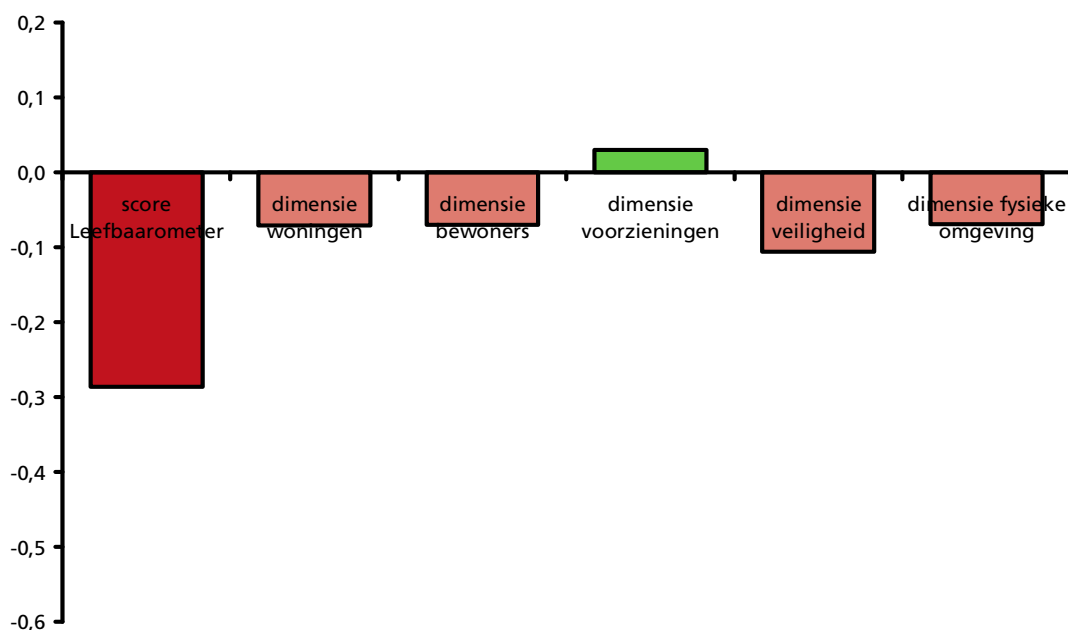 0,2
0,1
0,0
score
Leefbaarometer
dimensie
woningen
dimensie
bewoners
dimensie
voorzieningen
dimensie
veiligheid
dimensie fysieke
omgeving
-0,1
-0,2
-0,3
-0,4
-0,5
-0,6